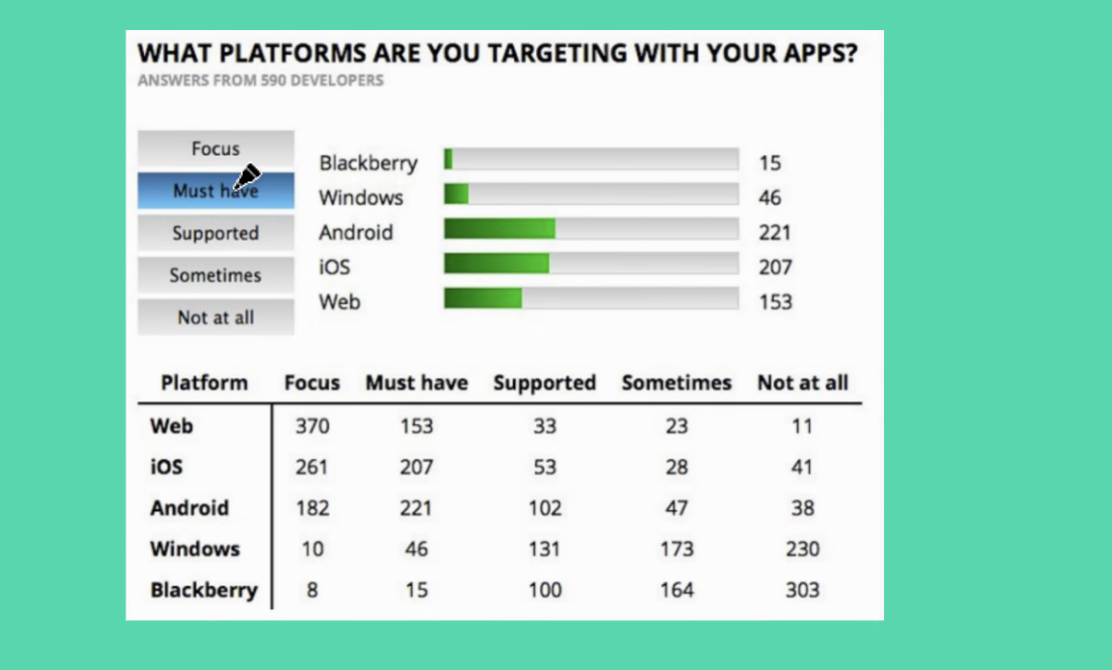 WHAT PLATFORMS ARE YOU TARGETING WITH YOUR APPS?
ANSWERS FROM 590 DEVELOPERS
Focus
Must have
Supported
Sometimes
Not at all
Blackberry 15
Windows 46
Android 221
iOS 207
Web 153
Platform Focus Must have Supported Sometimes Not at all
Web 370 153 33 23 11
iOS 261 207 53 28 41
Android 182 221 102 47 38
Windows 10 46 131 173 230
Blackberry 8 15 100 164 303